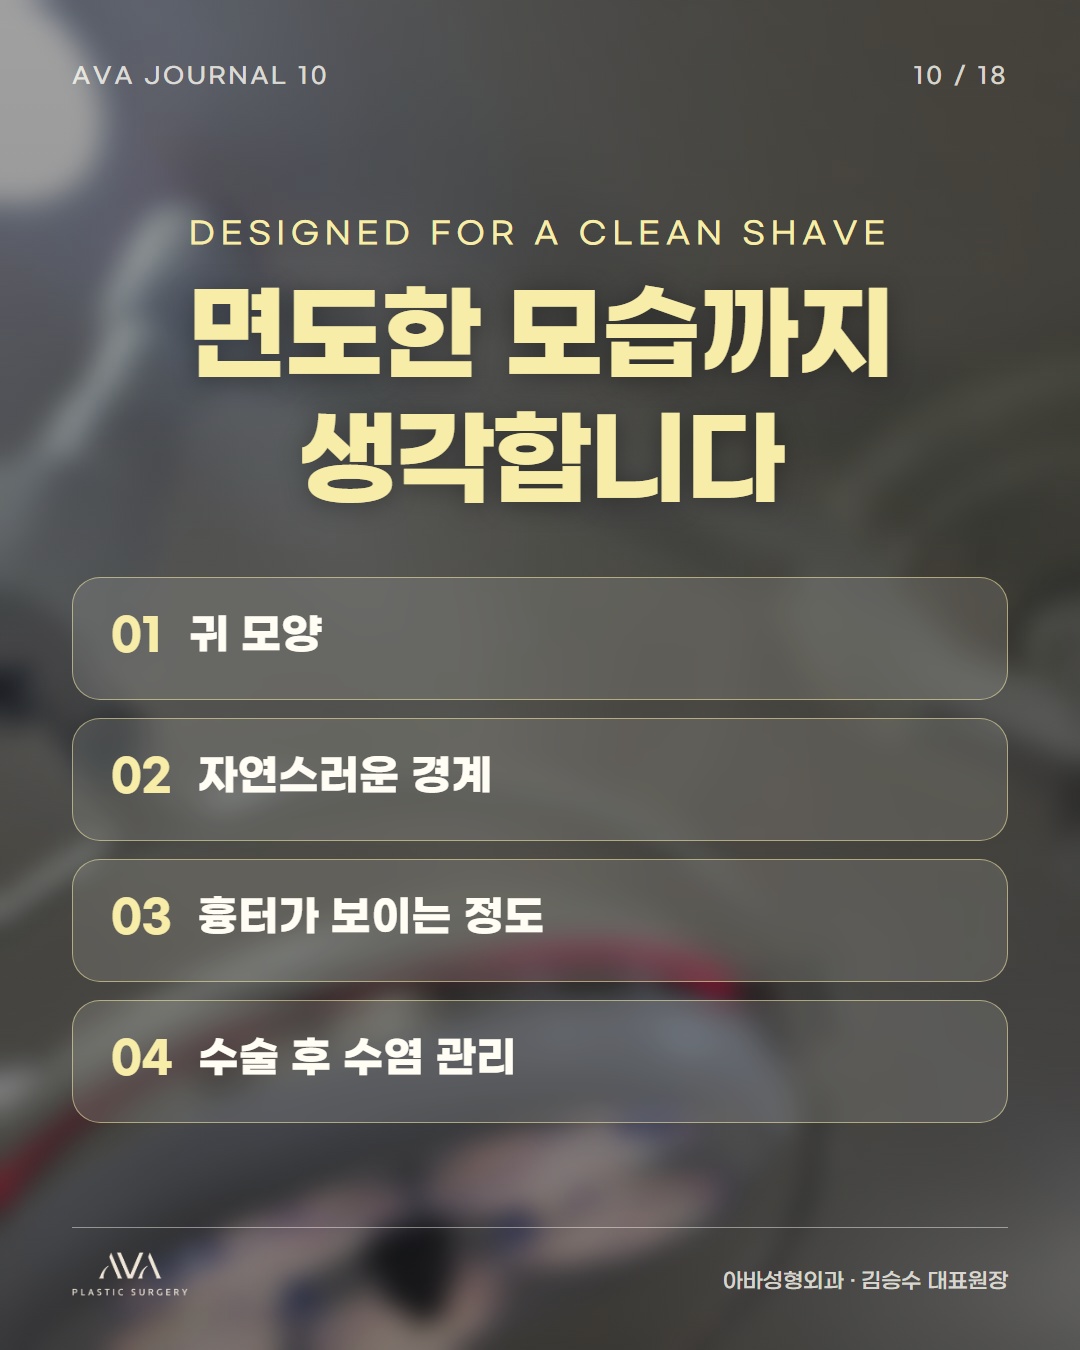 AVA JOURNAL 10
10 / 18
DESIGNED FOR A CLEAN SHAVE
면도한 모습까지
생각합니다
01 귀 모양
02 자연스러운 경계
03 흉터가 보이는 정도
04 수술 후 수염 관리
AVA
PLASTIC SURGERY
아바성형외과 · 김승수 대표원장